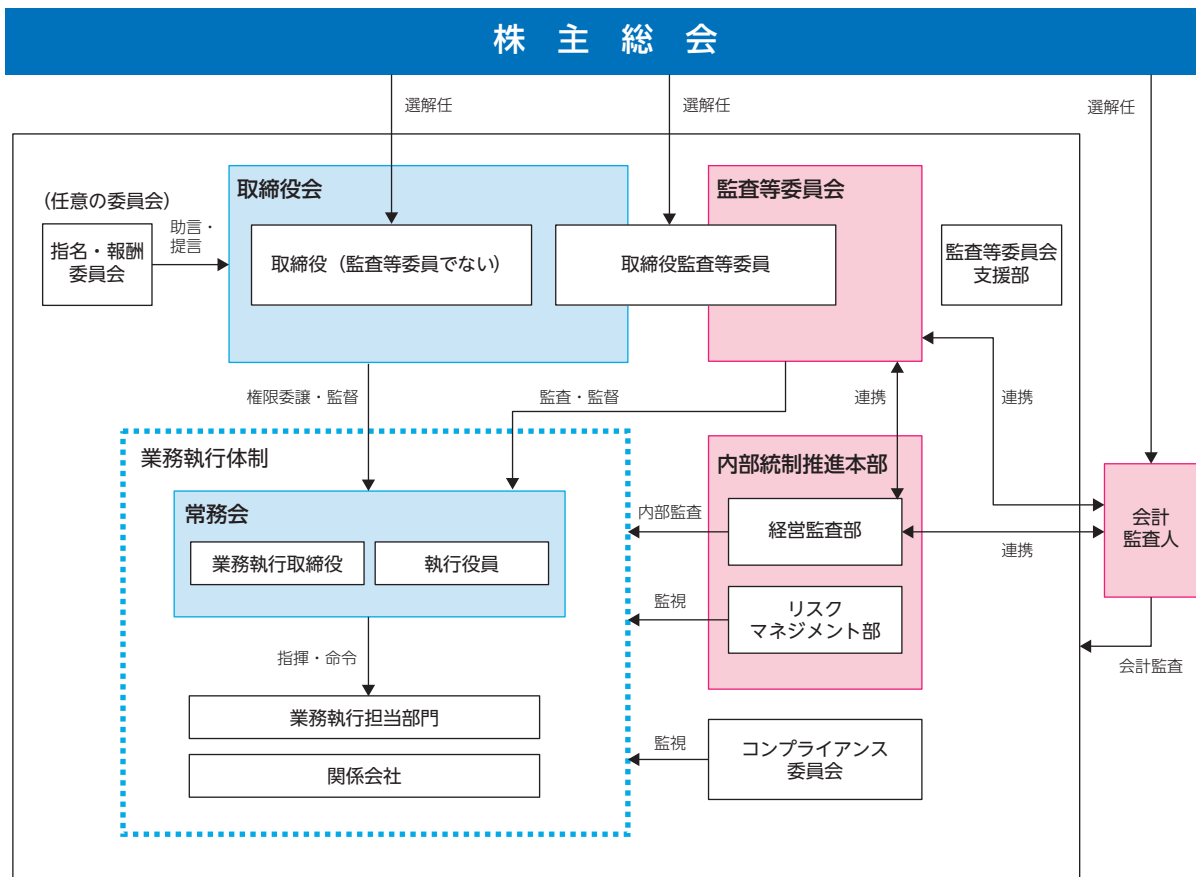 株主総会
選解任
選解任
選解任
(任意の委員会)
指名・報酬
委員会
助言・
提言
取締役会
取締役（監査等委員でない）
監査等委員会
取締役監査等委員
監査等委員会
支援部
権限委譲・監督
監査・監督
連携
連携
業務執行体制
常務会
業務執行取締役
執行役員
内部監査
内部統制推進本部
経営監査部
連携
会計
監査人
監視
リスク
マネジメント部
会計監査
指揮・命令
業務執行担当部門
関係会社
監視
コンプライアンス
委員会